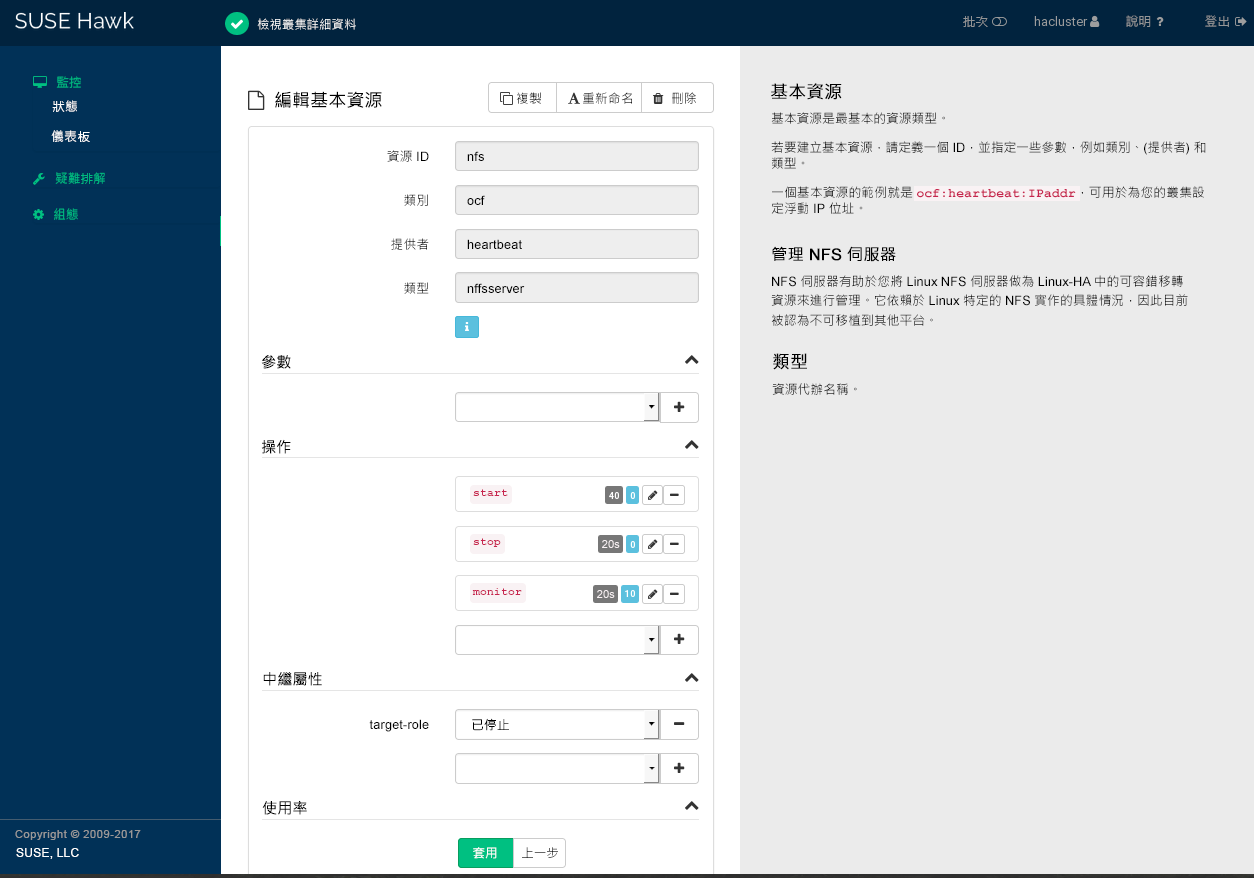 SUSE Hawk
檢視叢集詳細資料
批次
hacluster
說明 ?
登出
監控
狀態
儀表板
疑難排解
組態
Copyright © 2009-2017
SUSE, LLC
編輯基本資源
複製
A重新命名
刪除
資源 ID
nfs
類別
ocf
提供者
heartbeat
類型
nffsserver
i
參數
操作
start
40
0
stop
20s
0
monitor
20s
10
中繼屬性
target-role
已停止
使用率
套用
上一步
基本資源
基本資源是最基本的資源類型。
若要建立基本資源，請定義一個 ID，並指定一些參數，例如類別、(提供者) 和
類型。
一個基本資源的範例就是 ocf:heartbeat:IPaddr，可用於為您的叢集設
定浮動 IP 位址。
管理 NFS 伺服器
NFS 伺服器有助於您將 Linux NFS 伺服器做為 Linux-HA 中的可容錯移轉
資源來進行管理。它依賴於 Linux 特定的 NFS 實作的具體情況，因此目前
被認為不可移植到其他平台。
類型
資源代辦名稱。